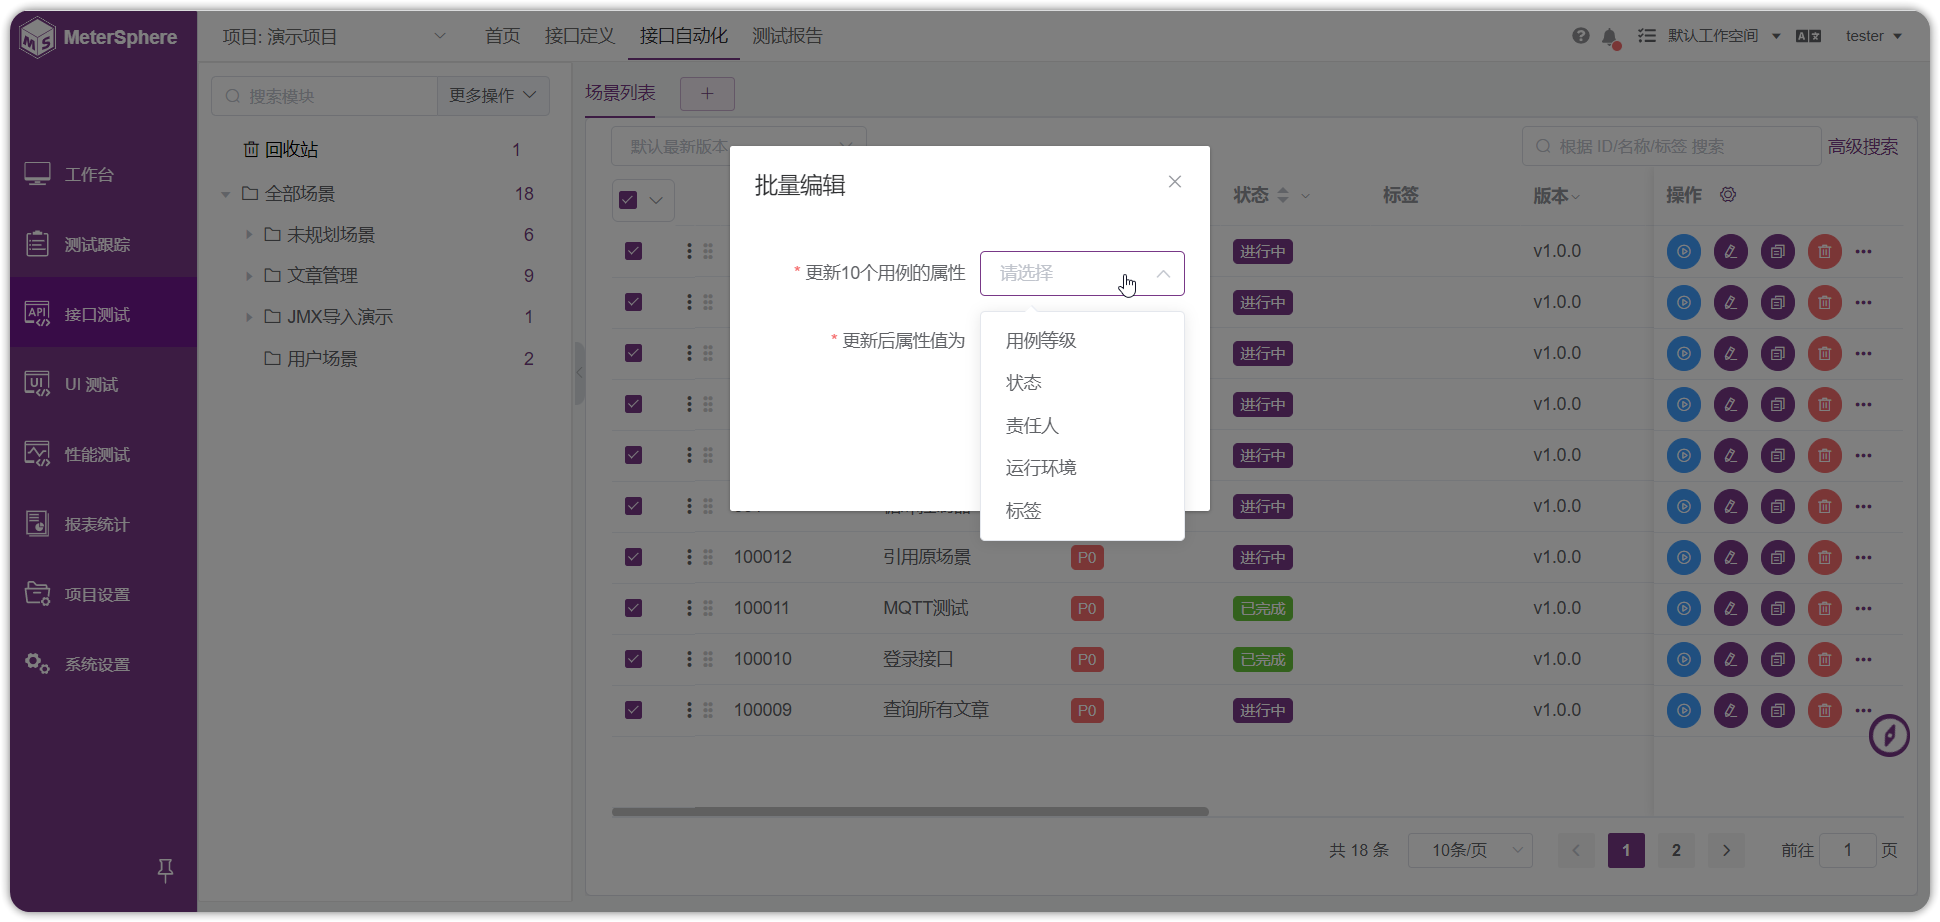 MeterSphere
项目: 演示项目
首页
接口定义
接口自动化
测试报告
默认工作空间
tester
工作台
测试跟踪
接口测试
UI 测试
性能测试
报表统计
项目设置
系统设置
搜索模块
更多操作
回收站 1
全部场景 18
未规划场景 6
文章管理 9
JMX导入演示 1
用户场景 2
场景列表
+
默认最新版本
根据 ID/名称/标签 搜索
高级搜索
状态 标签 版本 操作
进行中 v1.0.0
进行中 v1.0.0
进行中 v1.0.0
进行中 v1.0.0
进行中 v1.0.0
进行中 v1.0.0
100012 引用原场景 P0 进行中 v1.0.0
100011 MQTT测试 P0 已完成 v1.0.0
100010 登录接口 P0 已完成 v1.0.0
100009 查询所有文章 P0 进行中 v1.0.0
批量编辑
* 更新10个用例的属性
请选择
* 更新后属性值为
用例等级
状态
责任人
运行环境
标签
共 18 条
10条/页
1
2
前往 1 页